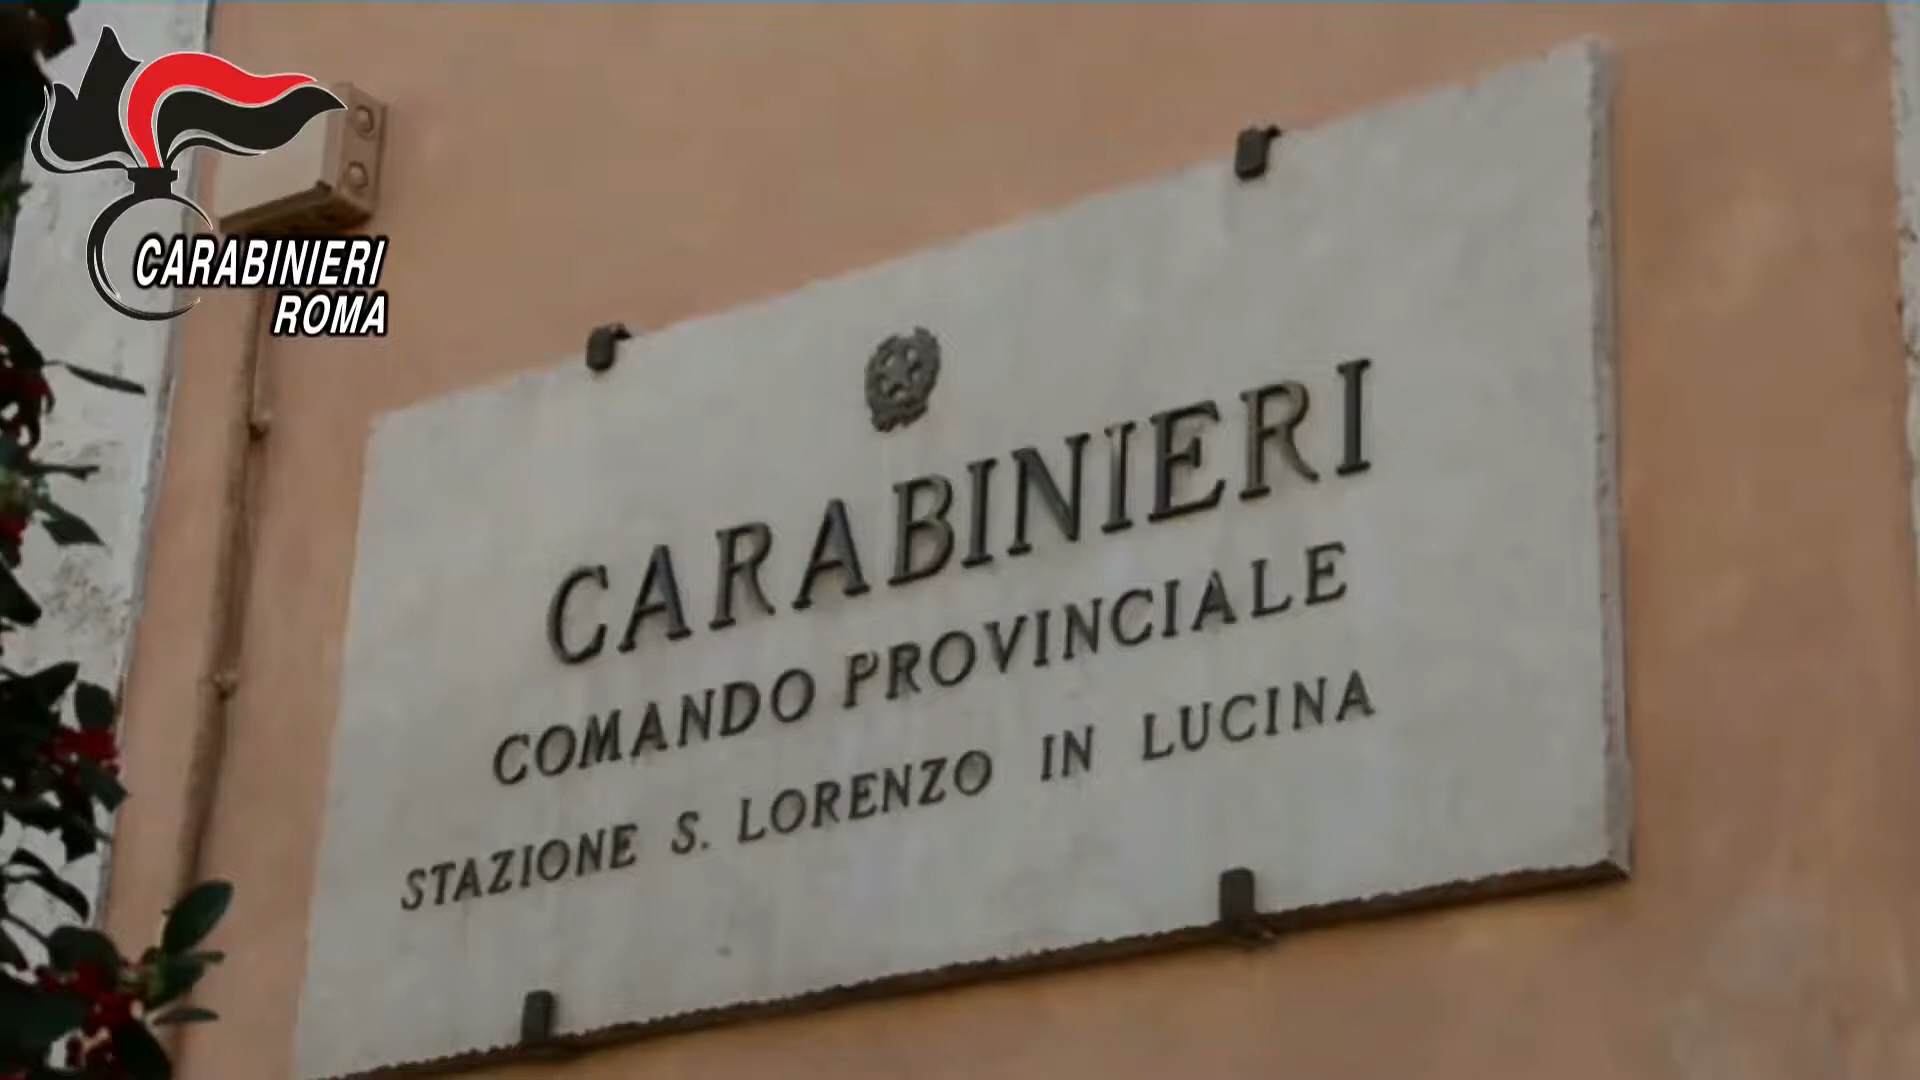 CARABINIERI
ROMA
CARABINIERI
COMANDO PROVINCIALE
STAZIONE S. LORENZO IN LUCINA